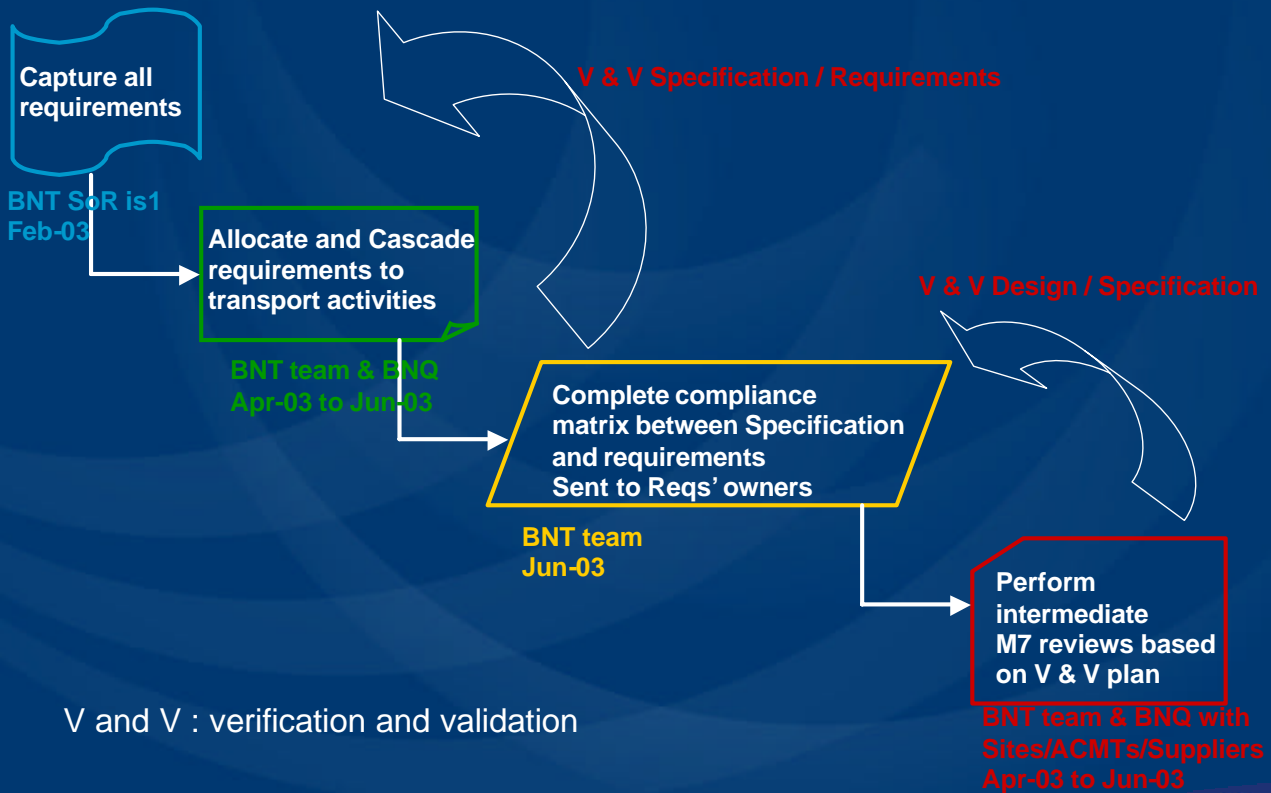 Capture all
requirements
V & V Specification / Requirements
BNT SoR is1
Feb-03
Allocate and Cascade
requirements to
transport activities
V & V Design / Specification
BNT team & BNQ
Apr-03 to Jun-03
Complete compliance
matrix between Specification
and requirements
Sent to Reqs' owners
BNT team
Jun-03
Perform
intermediate
M7 reviews based
on V & V plan
V and V : verification and validation
BNT team & BNQ with
Sites/ACMTs/Suppliers
Apr-03 to Jun-03